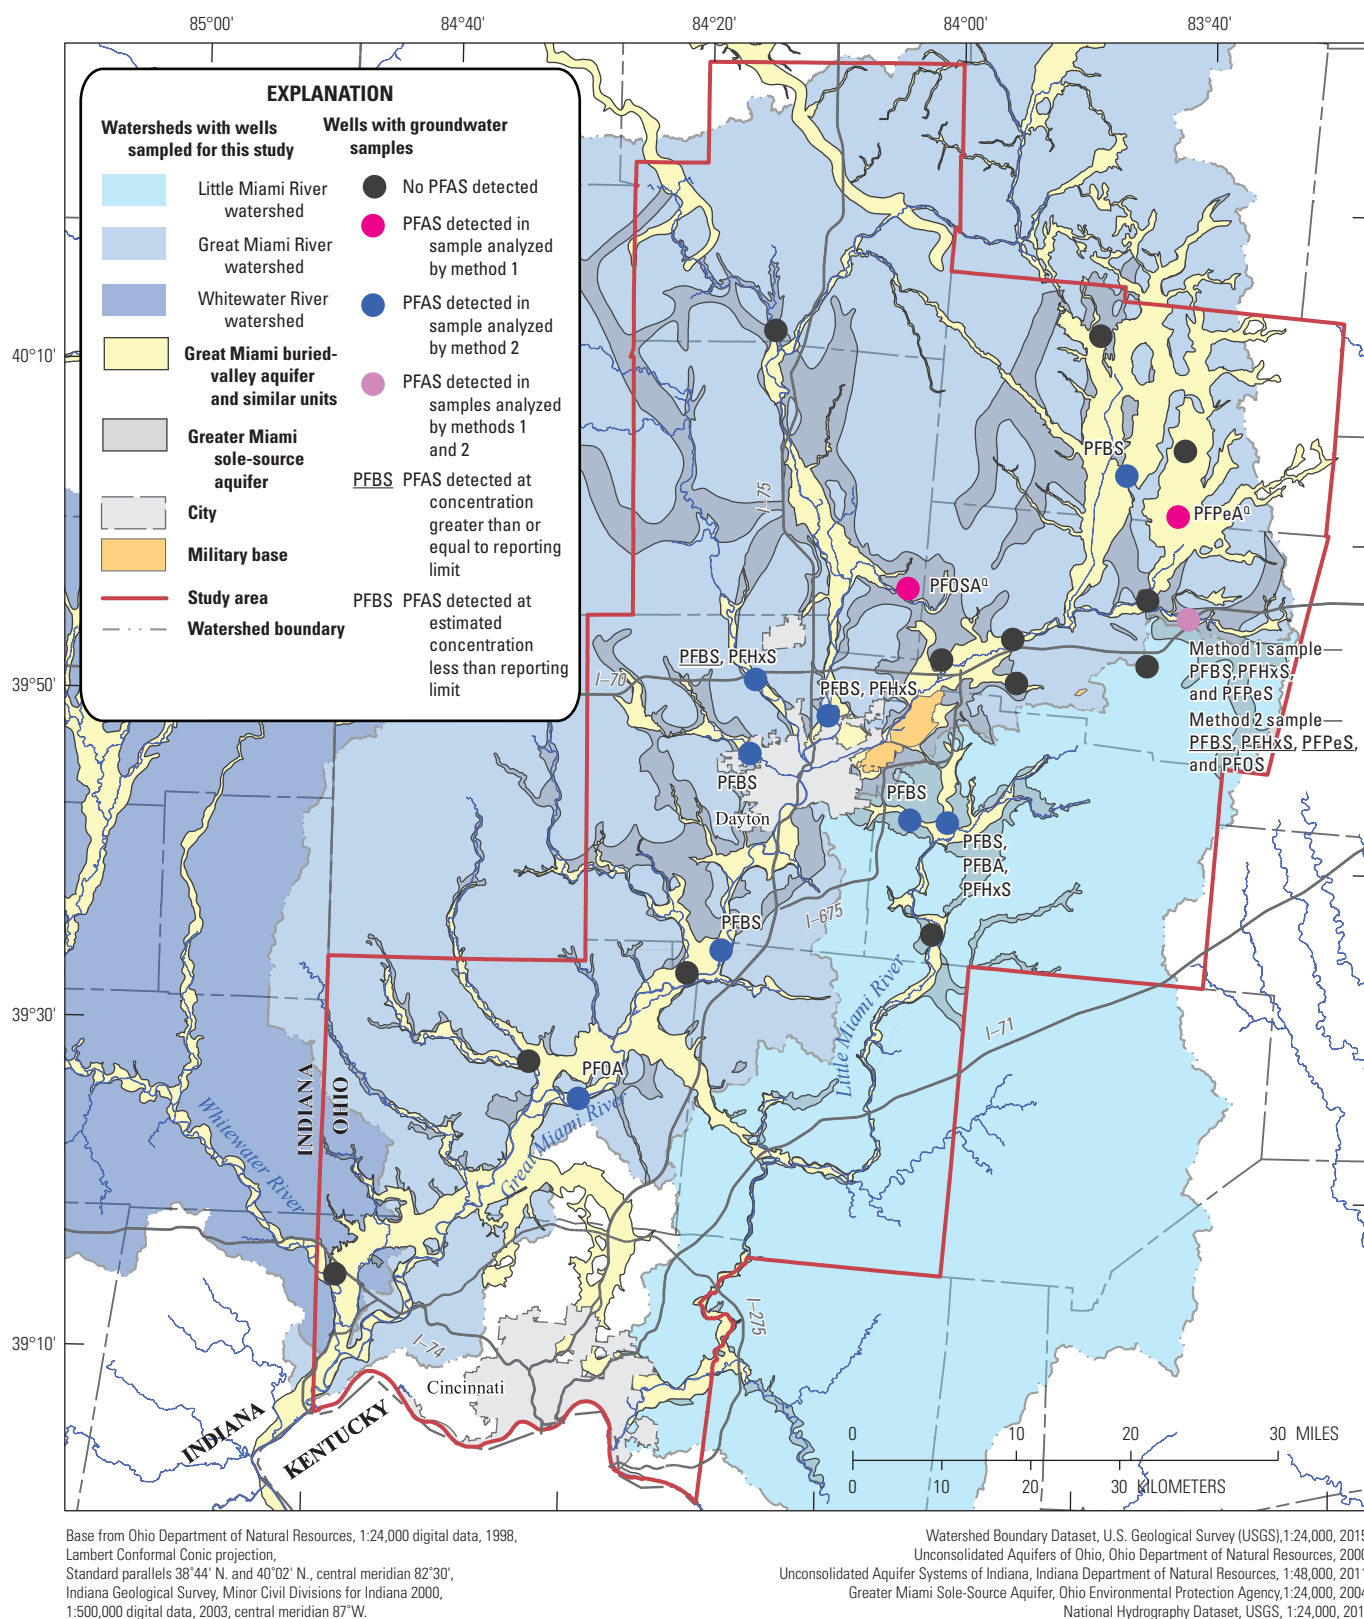 85°00'
84°40'
84°20'
84°00'
83°40'
40°10'
39°50'
39°30'
39°10'
EXPLANATION
Watersheds with wells
sampled for this study
Little Miami River
watershed
Great Miami River
watershed
Whitewater River
watershed
Great Miami buried-
valley aquifer
and similar units
Greater Miami
sole-source
aquifer
City
Military base
Study area
Watershed boundary
Wells with groundwater
samples
No PFAS detected
PFAS detected in
sample analyzed
by method 1
PFAS detected in
sample analyzed
by method 2
PFAS detected in
samples analyzed
by methods 1
and 2
PFBS PFAS detected at
concentration
greater than or
equal to reporting
limit
PFBS PFAS detected at
estimated
concentration
less than reporting
limit
I–75
PFBS
PFPeAᵅ
PFOSAᵅ
PFBS, PFHxS
I–70
PFBS, PFHxS
Method 1 sample—
PFBS, PFHxS,
and PFPeS
Method 2 sample—
PFBS, PFHxS, PFPeS,
and PFOS
PFBS
Dayton
PFBS
PFBS,
PFBA,
PFHxS
I–675
PFBS
Little Miami River
I–71
PFOA
Great Miami River
INDIANA
OHIO
Whitewater River
I–275
I–74
Cincinnati
INDIANA
KENTUCKY
0 10 20 30 MILES
0 10 20 30 KILOMETERS
Base from Ohio Department of Natural Resources, 1:24,000 digital data, 1998,
Lambert Conformal Conic projection,
Standard parallels 38°44' N. and 40°02' N., central meridian 82°30',
Indiana Geological Survey, Minor Civil Divisions for Indiana 2000,
1:500,000 digital data, 2003, central meridian 87°W.
Watershed Boundary Dataset, U.S. Geological Survey (USGS),1:24,000, 2015
Unconsolidated Aquifers of Ohio, Ohio Department of Natural Resources, 2000
Unconsolidated Aquifer Systems of Indiana, Indiana Department of Natural Resources, 1:48,000, 2011
Greater Miami Sole-Source Aquifer, Ohio Environmental Protection Agency,1:24,000, 2004
National Hydrography Dataset, USGS, 1:24,000, 201